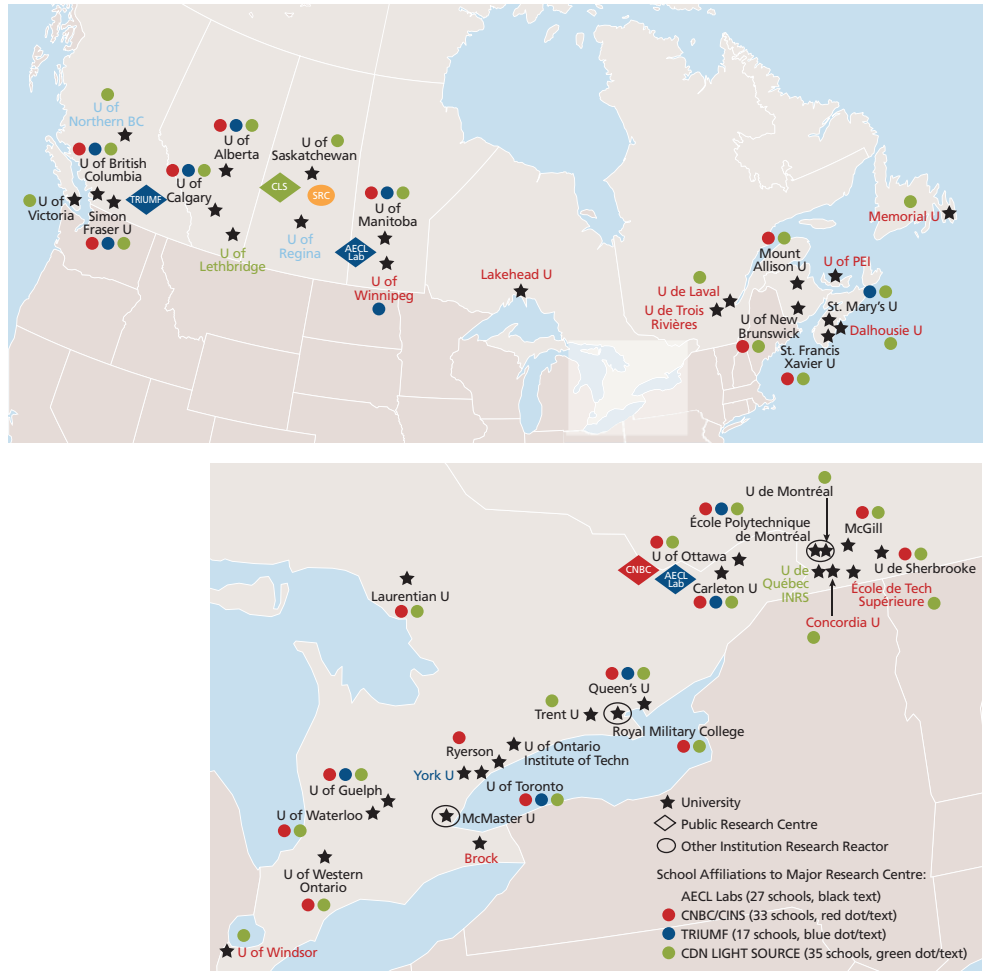 U of
Northern BC
U of British
Columbia
U of
Victoria
Simon
Fraser U
TRIUMF
U of
Alberta
U of
Calgary
U of
Lethbridge
U of
Saskatchewan
CLS
SRC
U of
Regina
U of
Manitoba
AECL
Lab
U of
Winnipeg
Lakehead U
U de Laval
U de Trois
Rivières
Mount
Allison U
U of PEI
Memorial U
St. Mary's U
Dalhousie U
U of New
Brunswick
St. Francis
Xavier U
U de Montréal
École Polytechnique
de Montréal
McGill
U of Ottawa
CNBC
AECL
Lab
Carleton U
U de
Québec
INRS
U de Sherbrooke
École de Tech
Supérieure
Concordia U
Laurentian U
Queen's U
Trent U
Royal Military College
Ryerson
U of Ontario
Institute of Techn
York U
U of Toronto
U of Guelph
U of Waterloo
McMaster U
Brock
U of Western
Ontario
U of Windsor
University
Public Research Centre
Other Institution Research Reactor
School Affiliations to Major Research Centre:
AECL Labs (27 schools, black text)
CNBC/CINS (33 schools, red dot/text)
TRIUMF (17 schools, blue dot/text)
CDN LIGHT SOURCE (35 schools, green dot/text)